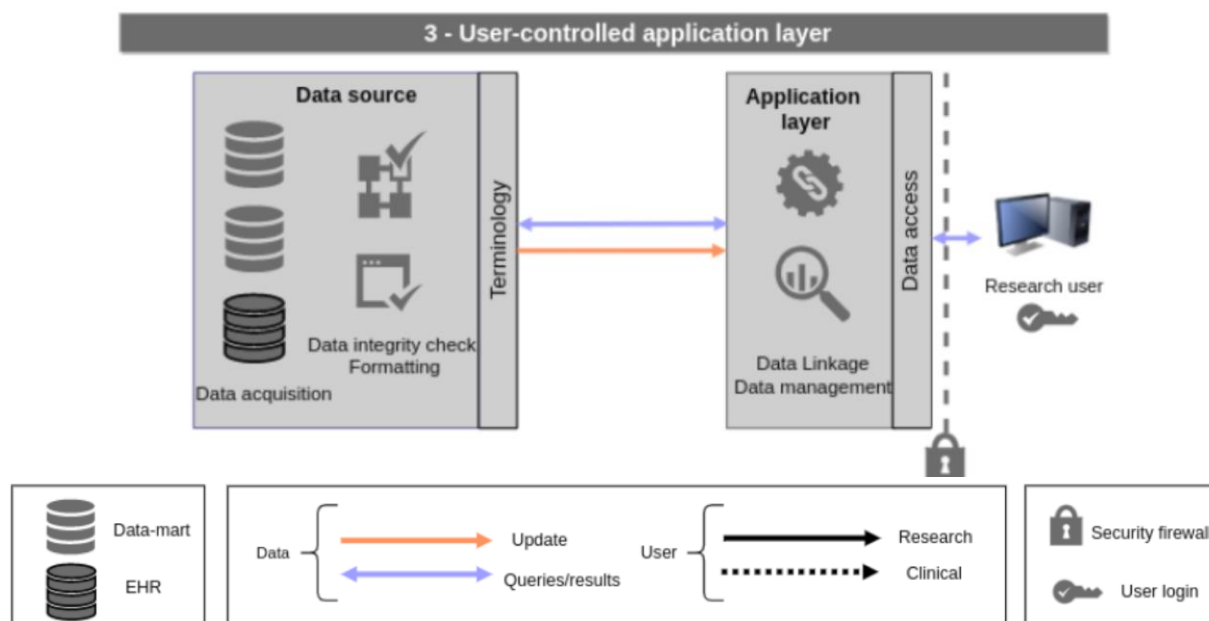 3 - User-controlled application layer
Data source
Data integrity check
Formatting
Data acquisition
Terminology
Application
layer
Data Linkage
Data management
Data access
Research user
Data-mart
EHR
Data
Update
Queries/results
User
Research
Clinical
Security firewall
User login